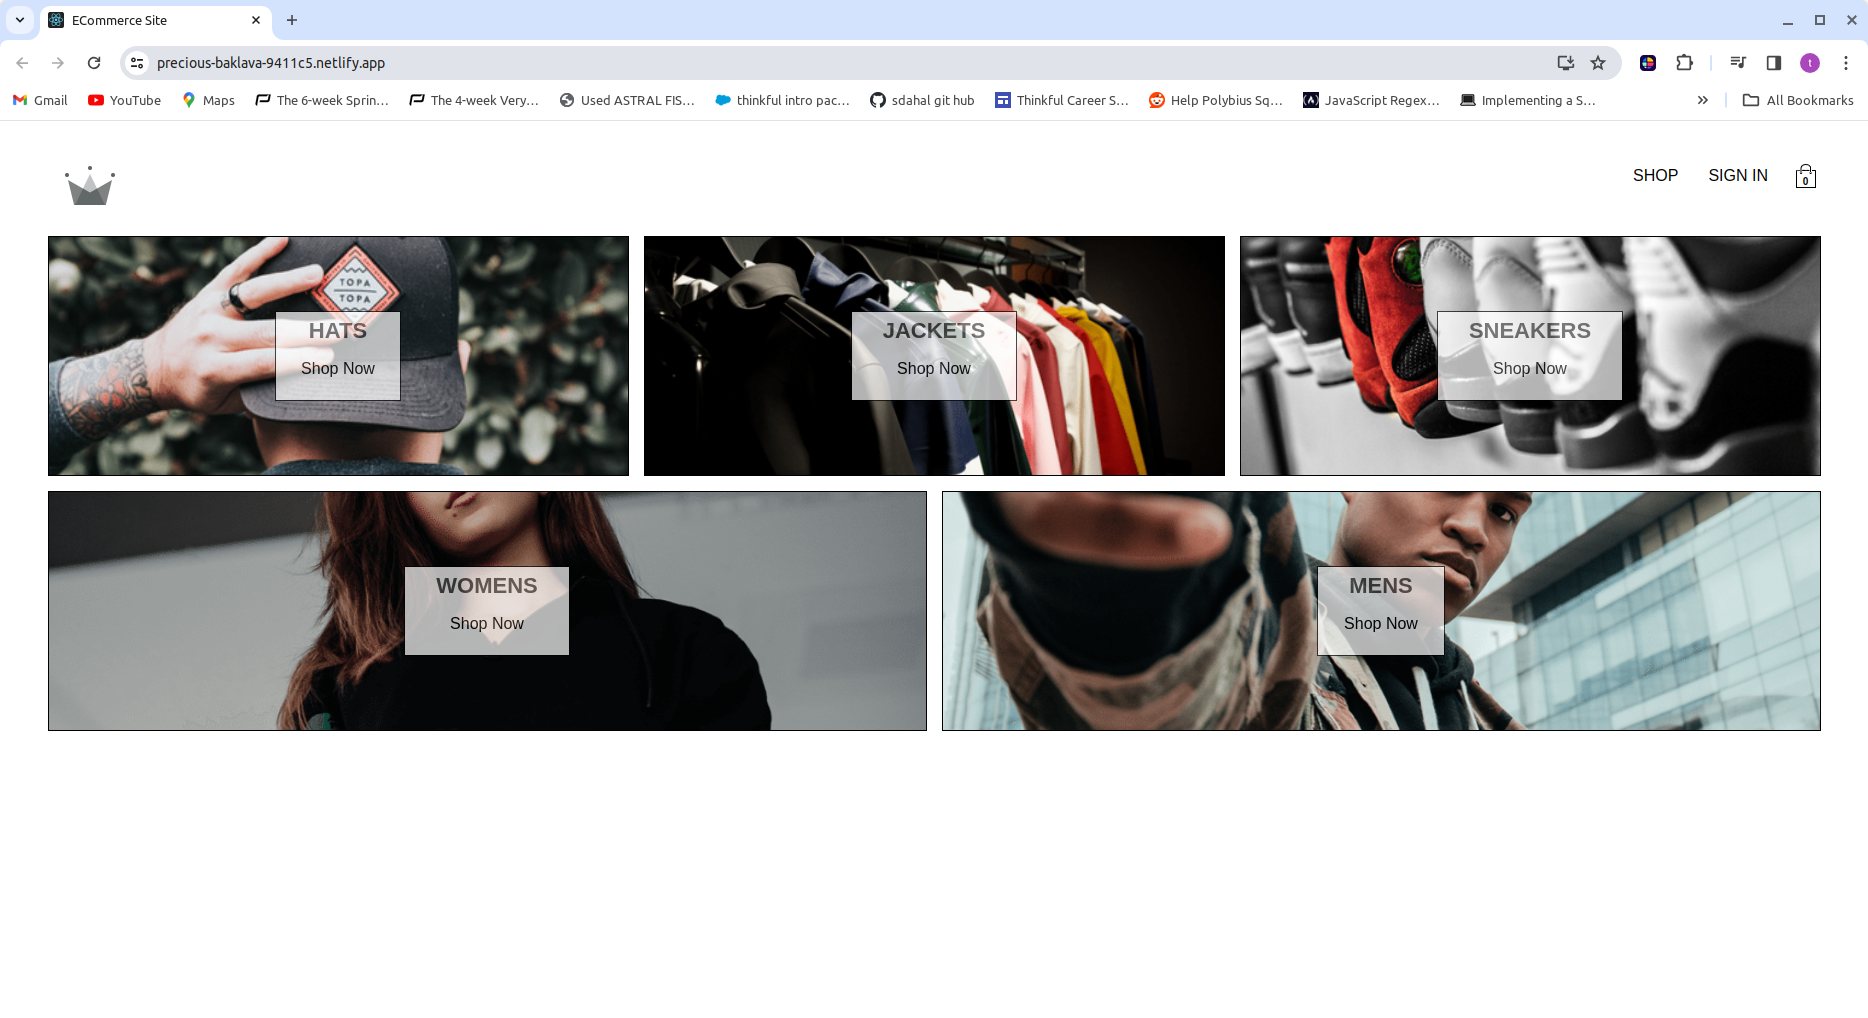 ECommerce Site
precious-baklava-9411c5.netlify.app
t
Gmail
YouTube
Maps
The 6-week Sprin…
The 4-week Very…
Used ASTRAL FIS…
thinkful intro pac…
sdahal git hub
Thinkful Career S…
Help Polybius Sq…
JavaScript Regex…
Implementing a S…
All Bookmarks
SHOP
SIGN IN
0
TOPA
TOPA
HATS
Shop Now
JACKETS
Shop Now
SNEAKERS
Shop Now
WOMENS
Shop Now
MENS
Shop Now